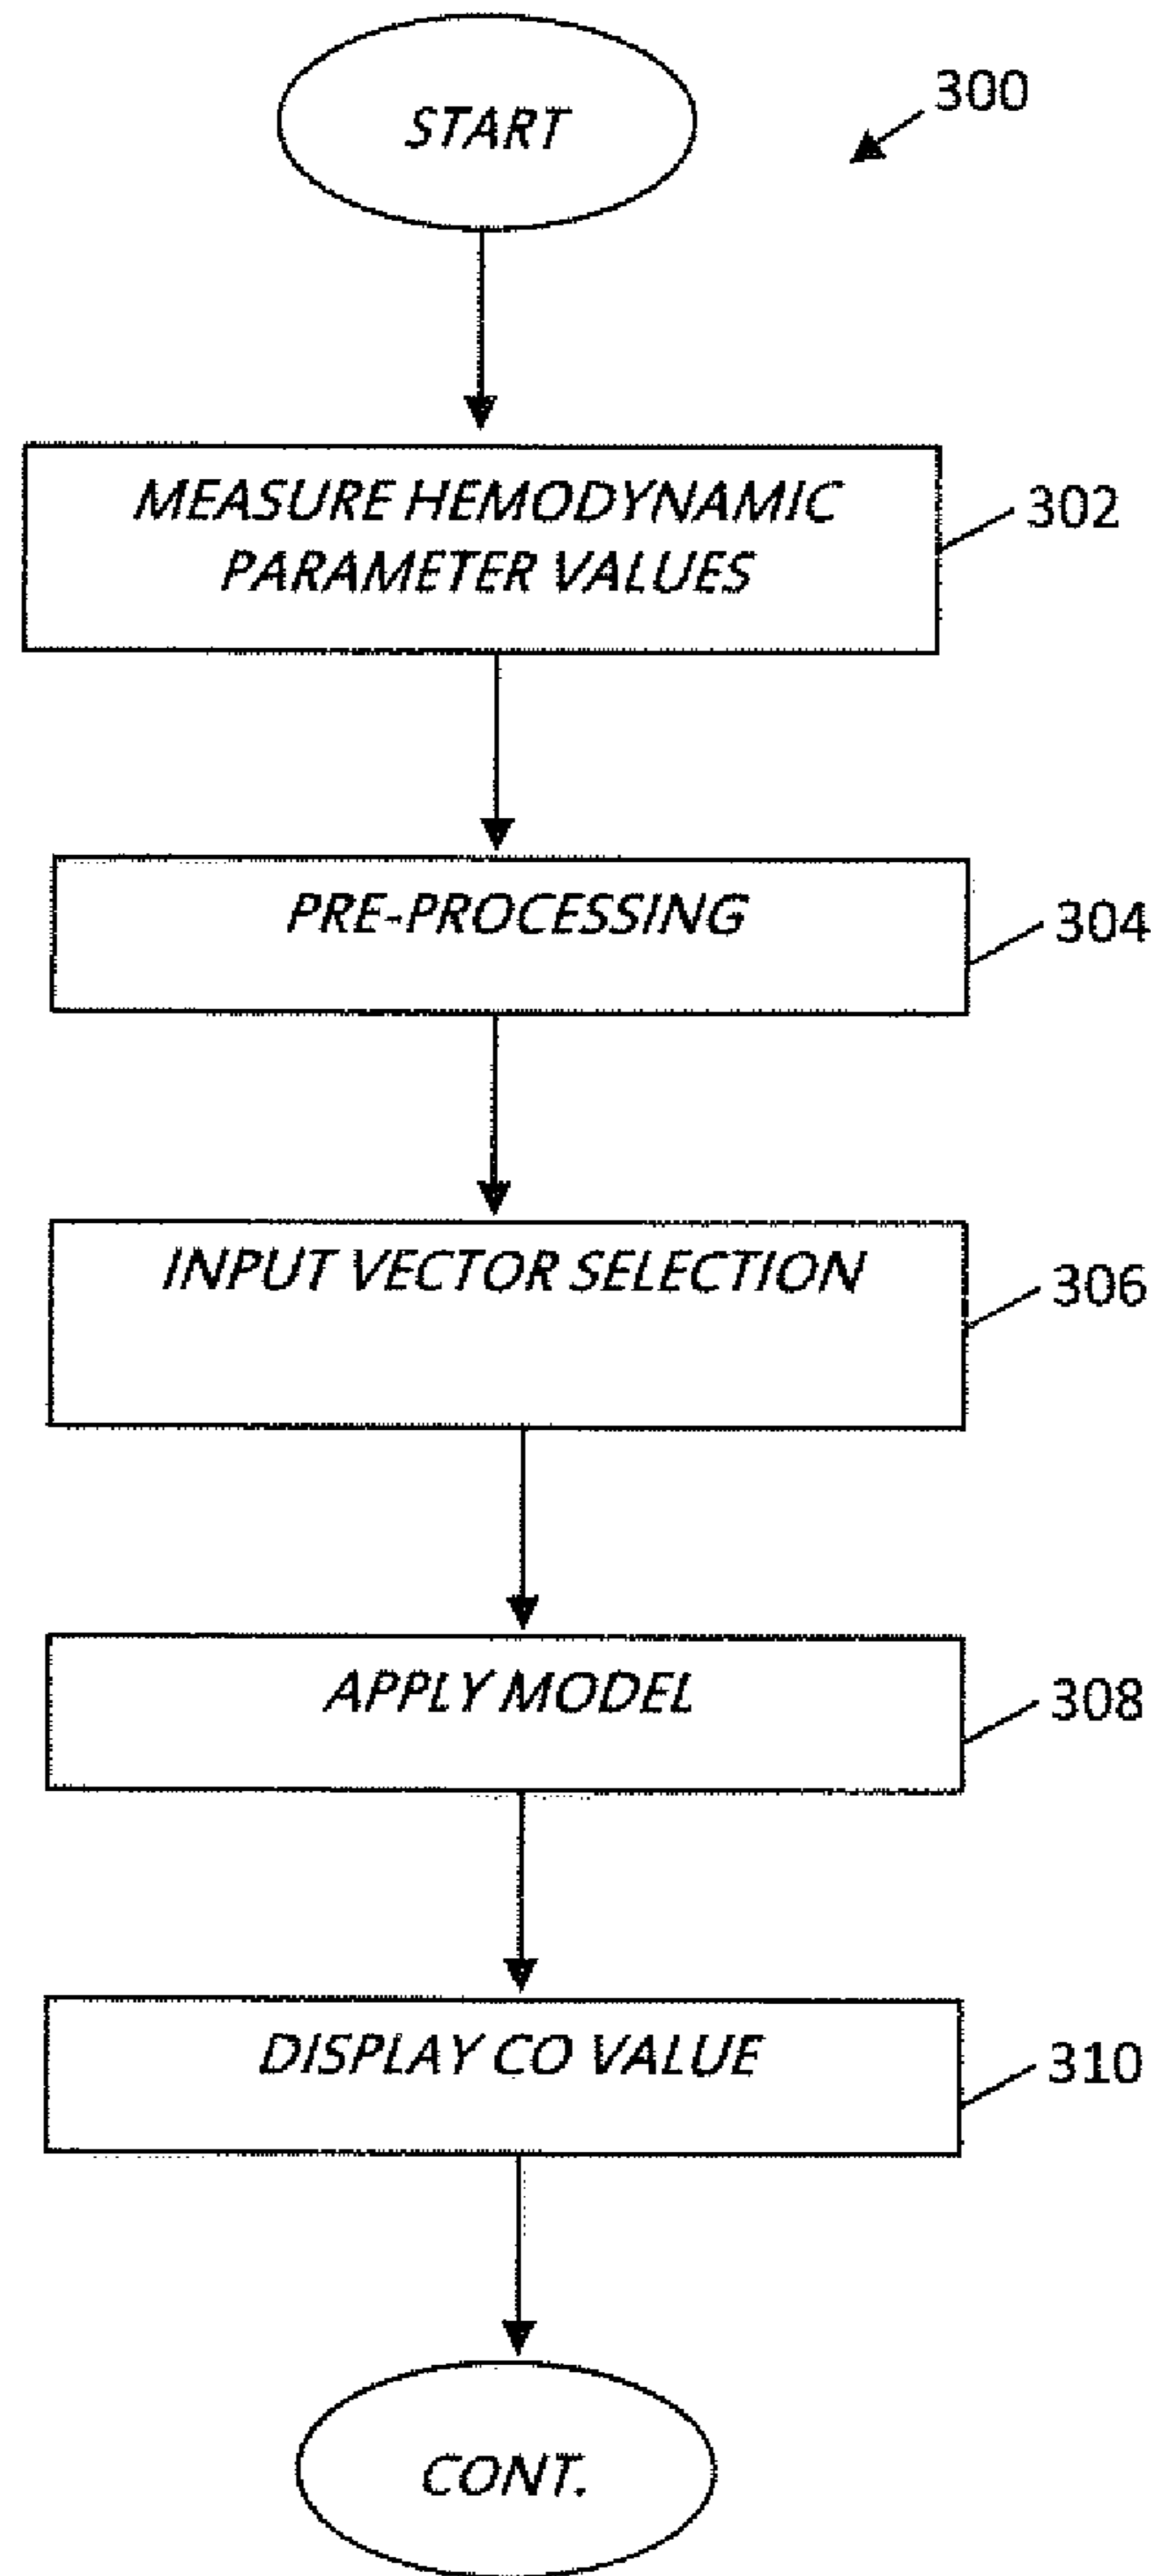 START
300
MEASURE HEMODYNAMIC
PARAMETER VALUES
302
PRE-PROCESSING
304
INPUT VECTOR SELECTION
306
APPLY MODEL
308
DISPLAY CO VALUE
310
CONT.